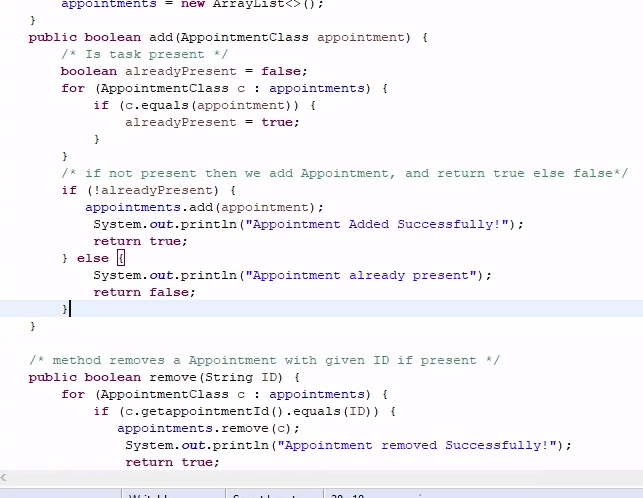 appointments = new ArrayList<>();
}
public boolean add(AppointmentClass appointment) {
/* Is task present */
boolean alreadyPresent = false;
for (AppointmentClass c : appointments) {
if (c.equals(appointment)) {
alreadyPresent = true;
}
}
/* if not present then we add Appointment, and return true else false*/
if (!alreadyPresent) {
appointments.add(appointment);
System.out.println("Appointment Added Successfully!");
return true;
} else {
System.out.println("Appointment already present");
return false;
}
}
/* method removes a Appointment with given ID if present */
public boolean remove(String ID) {
for (AppointmentClass c : appointments) {
if (c.getappointmentId().equals(ID)) {
appointments.remove(c);
System.out.println("Appointment removed Successfully!");
return true;